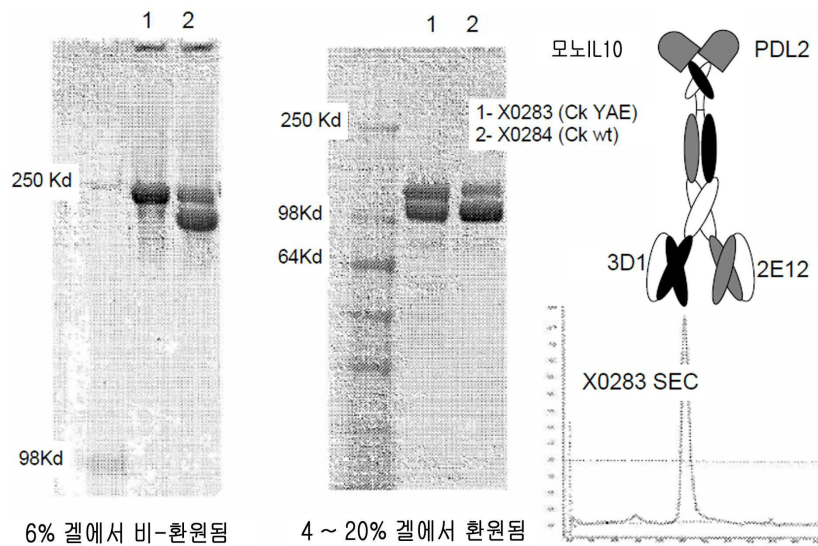 1 2
250 Kd
98Kd
6% 겔에서 비-환원됨
1 2
250 Kd
98Kd
64Kd
4 ~ 20% 겔에서 환원됨
1- X0283 (Ck YAE)
2- X0284 (Ck wt)
모노IL10
PDL2
3D1
2E12
X0283 SEC